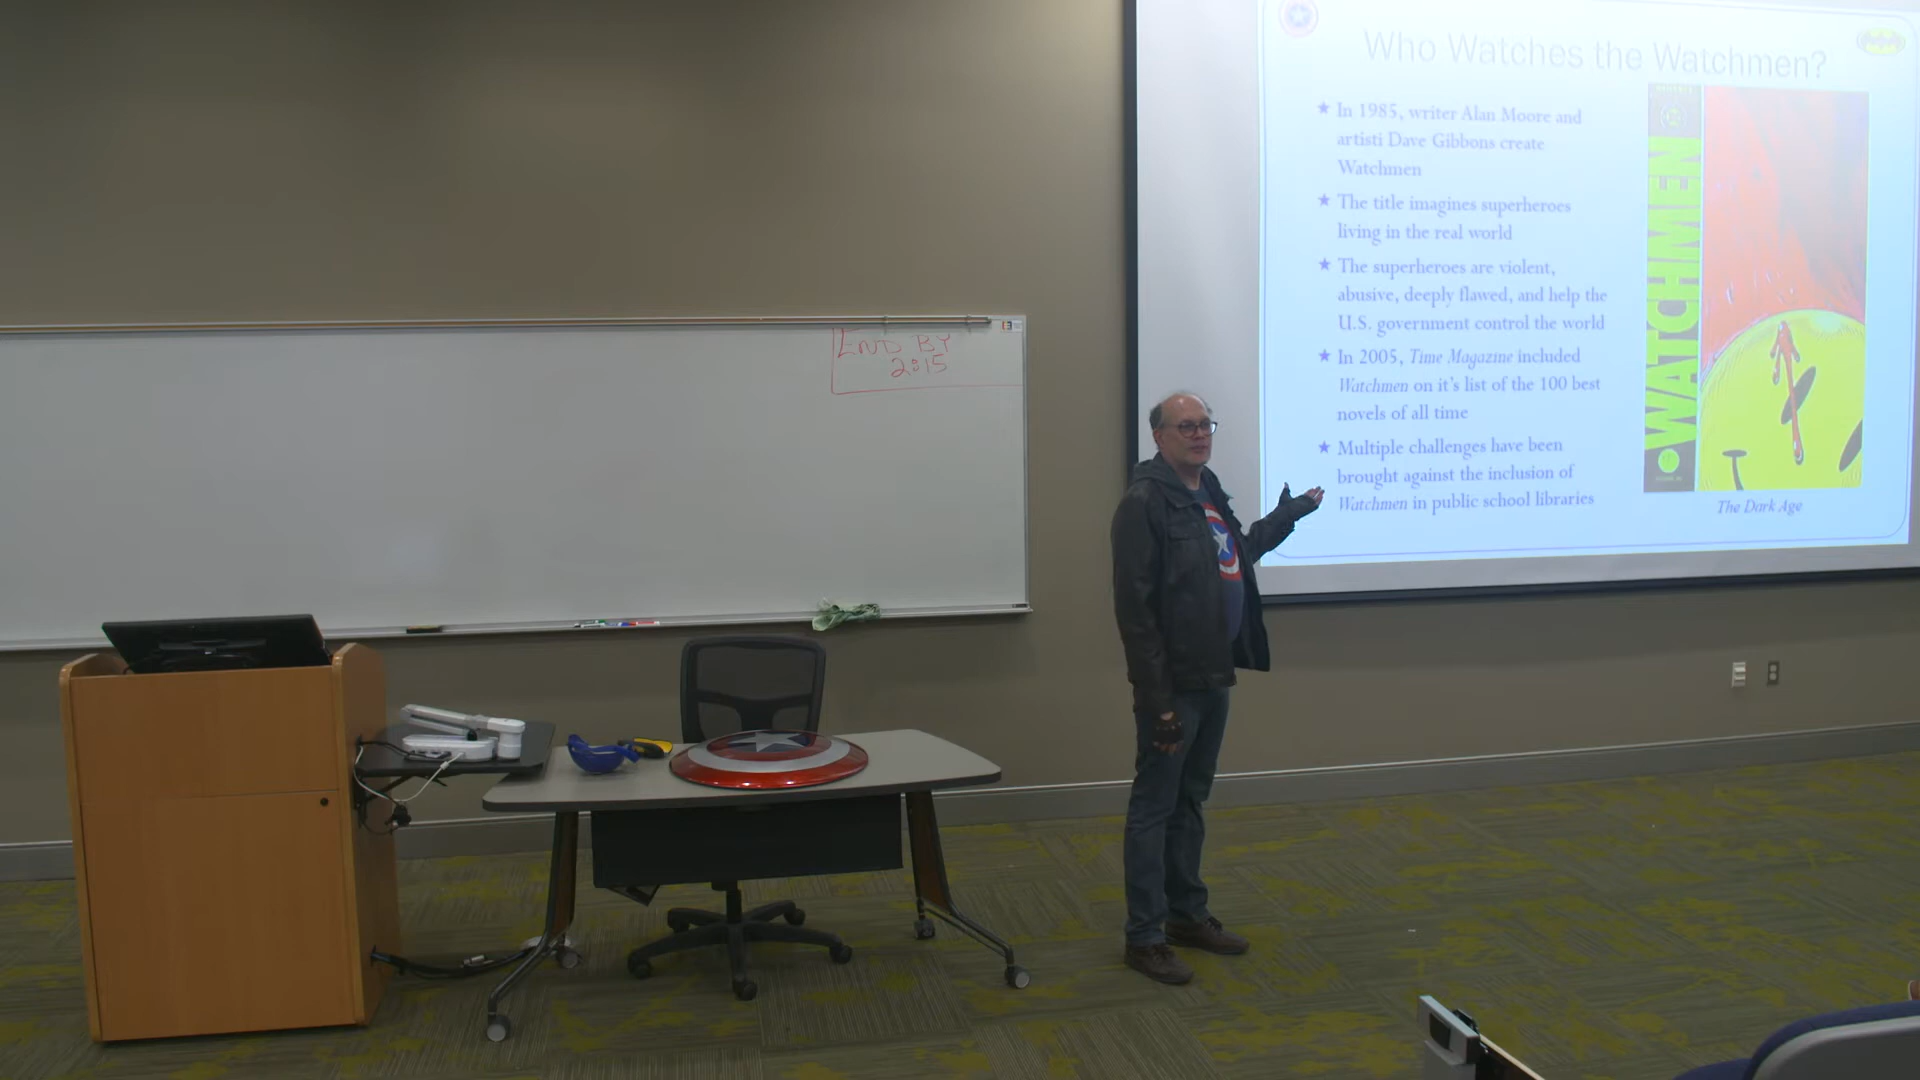 END BY
2:15
Who Watches the Watchmen?
★ In 1985, writer Alan Moore and
artisti Dave Gibbons create
Watchmen
★ The title imagines superheroes
living in the real world
★ The superheroes are violent,
abusive, deeply flawed, and help the
U.S. government control the world
★ In 2005, Time Magazine included
Watchmen on it's list of the 100 best
novels of all time
★ Multiple challenges have been
brought against the inclusion of
Watchmen in public school libraries
WATCHMEN
The Dark Age